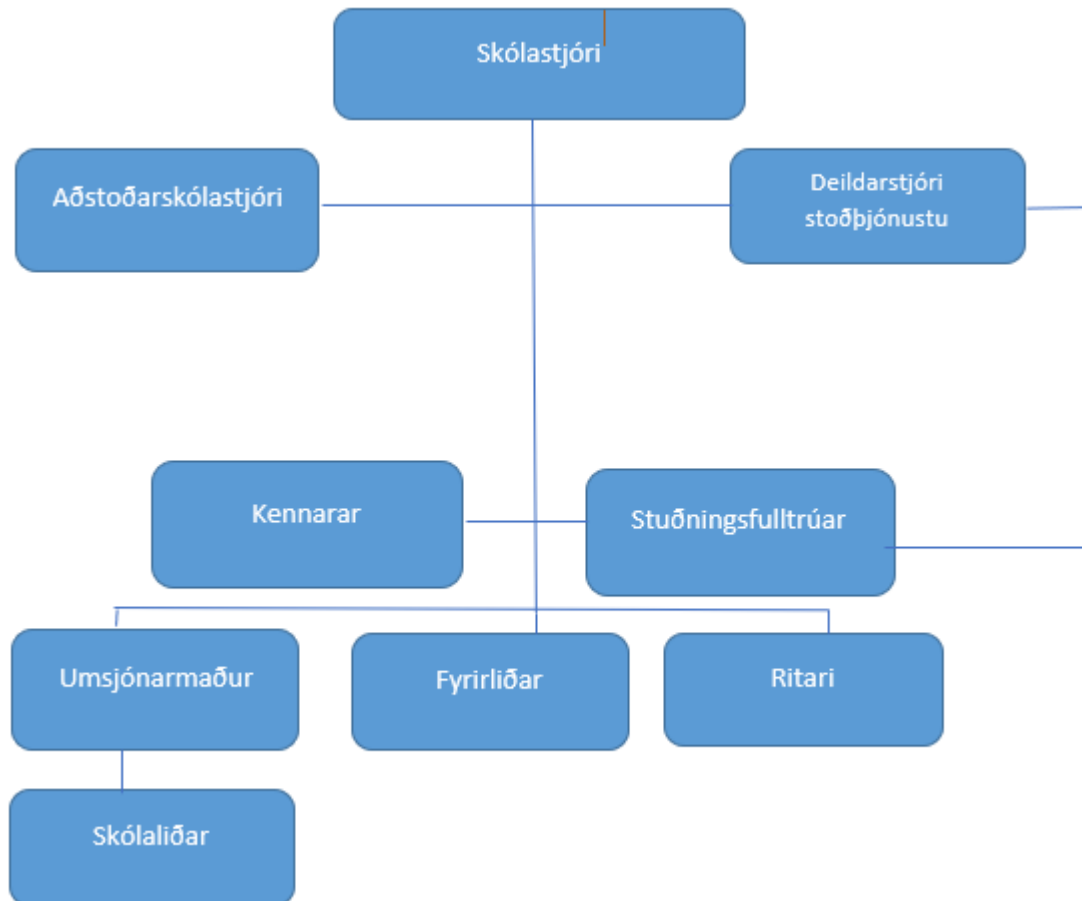 Skólastjóri
Aðstoðarskólastjóri
Deildarstjóri
stoðþjónustu
Kennarar
Stuðningsfulltrúar
Umsjónarmaður
Fyrirliðar
Ritari
Skólaliðar